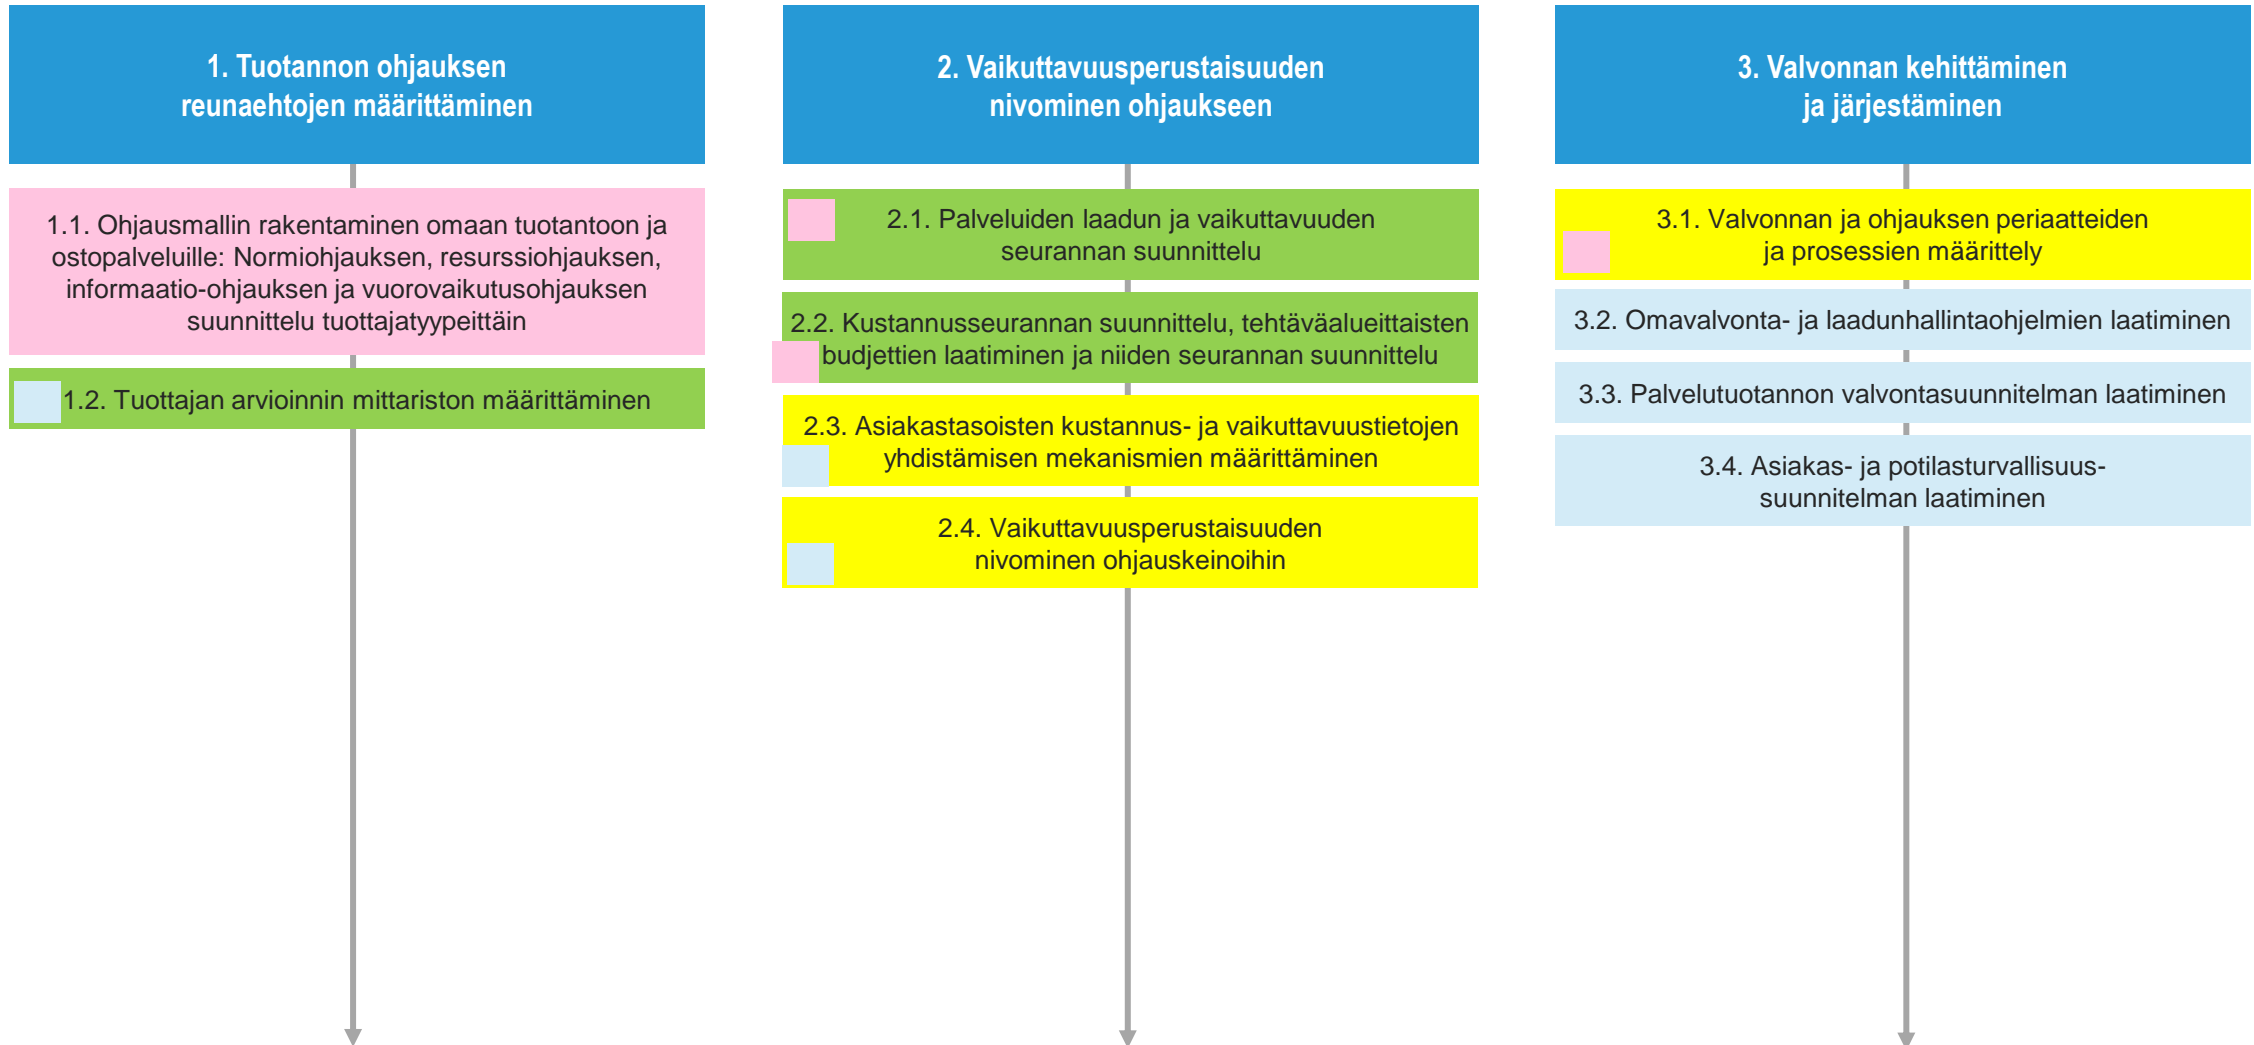 1. Tuotannon ohjauksen
reunaehtojen määrittäminen
1.1. Ohjausmallin rakentaminen omaan tuotantoon ja
ostopalveluille: Normiohjauksen, resurssiohjauksen,
informaatio-ohjauksen ja vuorovaikutusohjauksen
suunnittelu tuottajatyypeittäin
1.2. Tuottajan arvioinnin mittariston määrittäminen
2. Vaikuttavuusperustaisuuden
nivominen ohjaukseen
2.1. Palveluiden laadun ja vaikuttavuuden
seurannan suunnittelu
2.2. Kustannusseurannan suunnittelu, tehtäväalueittaisten
budjettien laatiminen ja niiden seurannan suunnittelu
2.3. Asiakastasoisten kustannus- ja vaikuttavuustietojen
yhdistämisen mekanismien määrittäminen
2.4. Vaikuttavuusperustaisuuden
nivominen ohjauskeinoihin
3. Valvonnan kehittäminen
ja järjestäminen
3.1. Valvonnan ja ohjauksen periaatteiden
ja prosessien määrittely
3.2. Omavalvonta- ja laadunhallintaohjelmien laatiminen
3.3. Palvelutuotannon valvontasuunnitelman laatiminen
3.4. Asiakas- ja potilasturvallisuus-
suunnitelman laatiminen